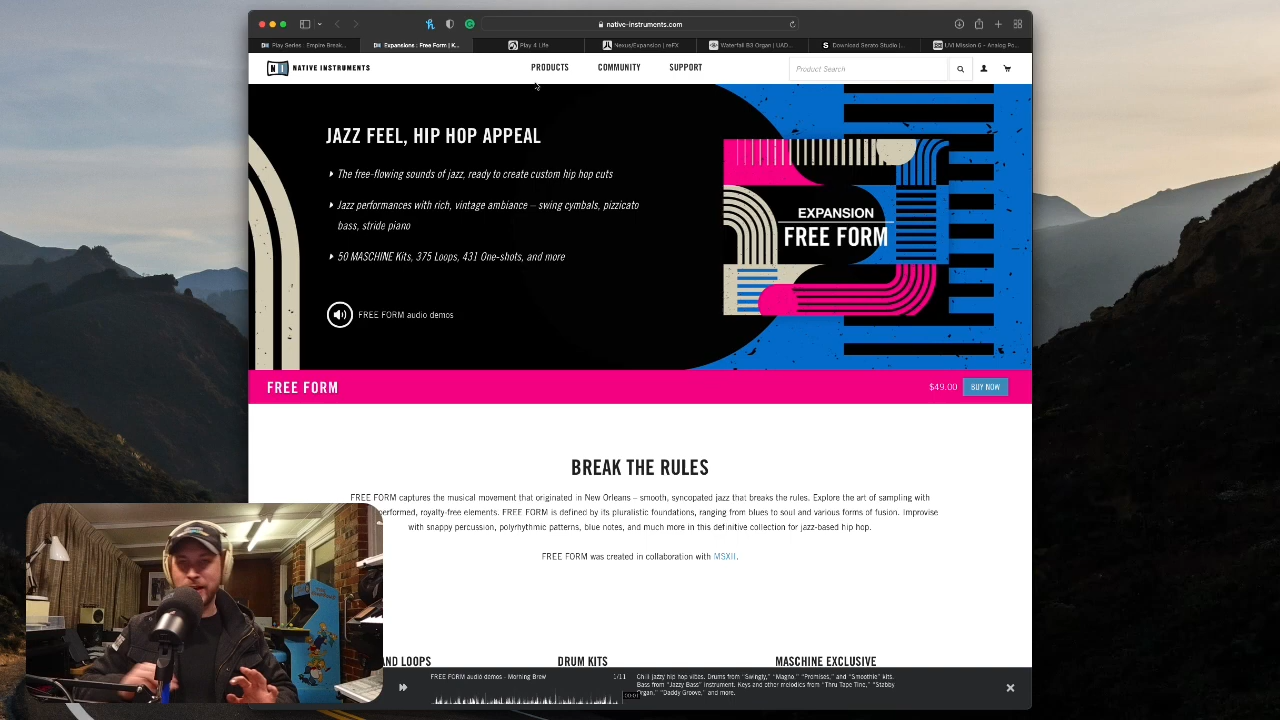 native-instruments.com
Play Series : Empire Break...
Expansions : Free Form | K...
Play 4 Life
Nexus/Expansion | reFX
Waterfall B3 Organ | UAD...
Download Serato Studio |...
UVI Mission 6 – Analog Po...
NATIVE INSTRUMENTS
PRODUCTS
COMMUNITY
SUPPORT
Product Search
JAZZ FEEL, HIP HOP APPEAL
The free-flowing sounds of jazz, ready to create custom hip hop cuts
Jazz performances with rich, vintage ambiance – swing cymbals, pizzicato
bass, stride piano
50 MASCHINE Kits, 375 Loops, 431 One-shots, and more
FREE FORM audio demos
EXPANSION
FREE FORM
FREE FORM
$49.00
BUY NOW
BREAK THE RULES
FREE FORM captures the musical movement that originated in New Orleans – smooth, syncopated jazz that breaks the rules. Explore the art of sampling with
performed, royalty-free elements. FREE FORM is defined by its pluralistic foundations, ranging from blues to soul and various forms of fusion. Improvise
with snappy percussion, polyrhythmic patterns, blue notes, and much more in this definitive collection for jazz-based hip hop.
FREE FORM was created in collaboration with MSXII.
AND LOOPS
DRUM KITS
MASCHINE EXCLUSIVE
FREE FORM audio demos - Morning Brew
1/11
Chill jazzy hip hop vibes. Drums from "Swingly," "Magno," "Promises," and "Smoothie" kits.
Bass from "Jazzy Bass" instrument. Keys and other melodies from "Thru Tape Tine," "Stabby
Organ," "Daddy Groove," and more.